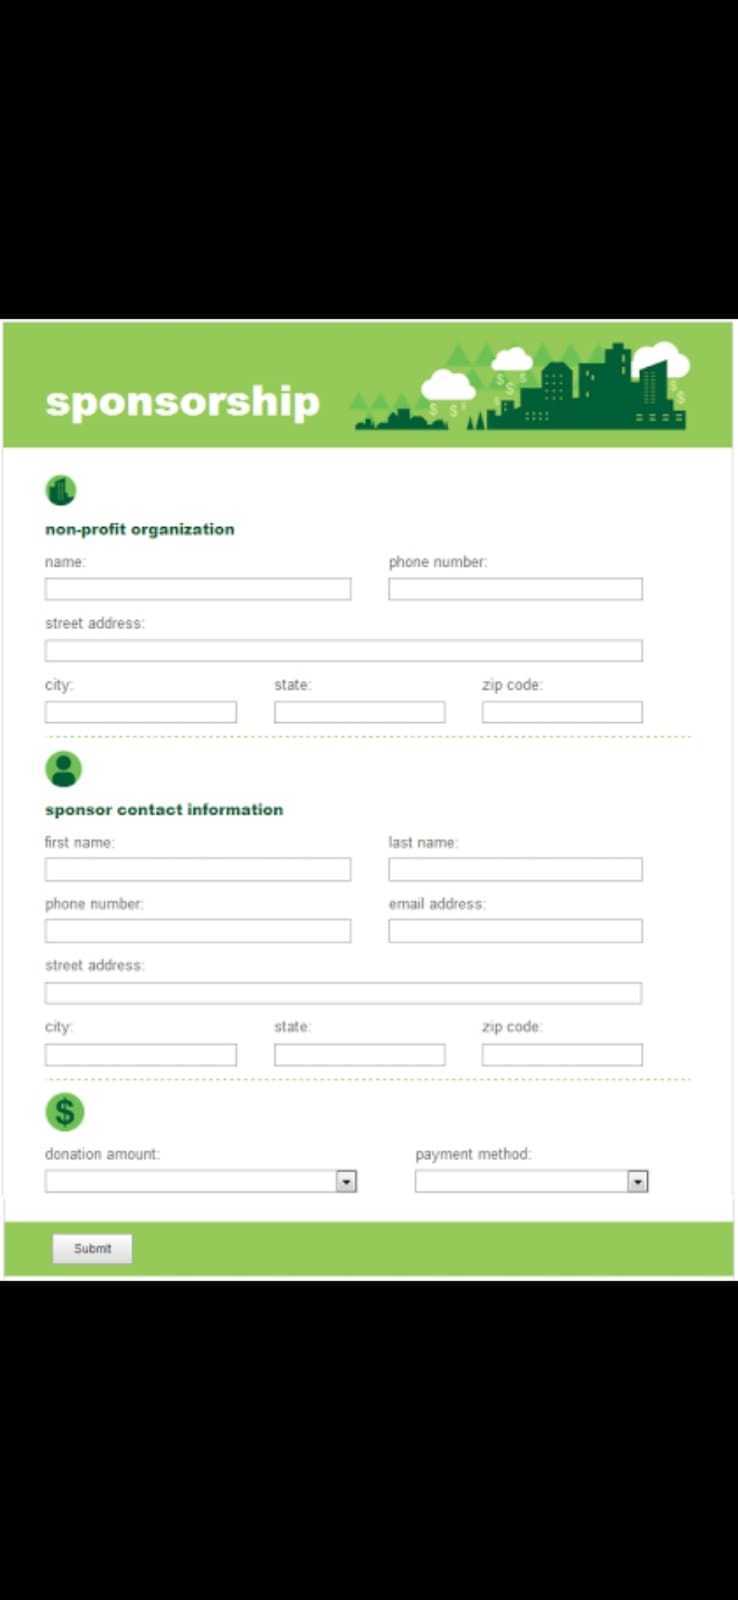 sponsorship
non-profit organization
name: phone number:
street address:
city: state: zip code:
sponsor contact information
first name: last name:
phone number: email address:
street address:
city: state: zip code:
$
donation amount: payment method:
Submit